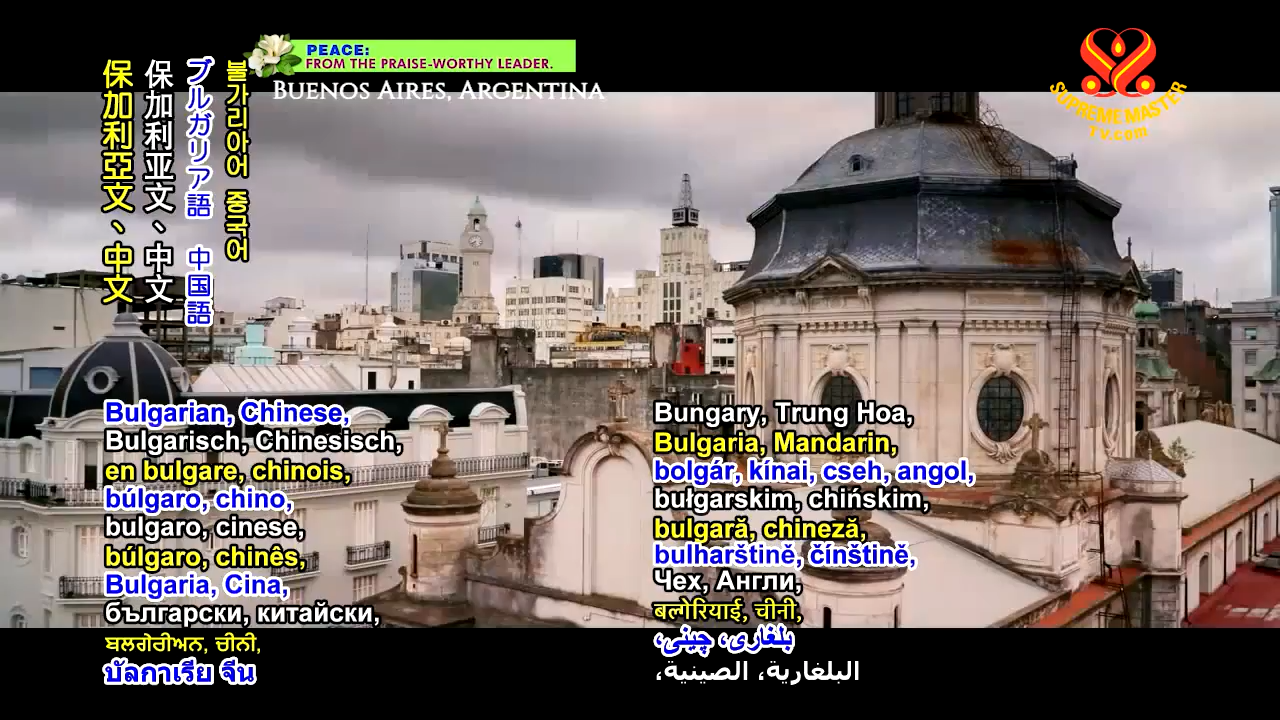 PEACE:
FROM THE PRAISE-WORTHY LEADER.
BUENOS AIRES, ARGENTINA
SUPREME MASTER
TV.com
保加利亞文、中文
保加利亚文、中文
ブルガリア語 中国語
불가리아어 중국어
Bulgarian, Chinese,
Bulgarisch, Chinesisch,
en bulgare, chinois,
búlgaro, chino,
bulgaro, cinese,
búlgaro, chinês,
Bulgaria, Cina,
български, китайски,
ਬਲਗੇਰੀਅਨ, ਚੀਨੀ,
บัลกาเรีย จีน
Bungary, Trung Hoa,
Bulgaria, Mandarin,
bolgár, kínai, cseh, angol,
bułgarskim, chińskim,
bulgară, chineză,
bulharštině, čínštině,
Чех, Англи,
बल्गेरियाई, चीनी,
بلغاری، چینی،
البلغارية، الصينية،